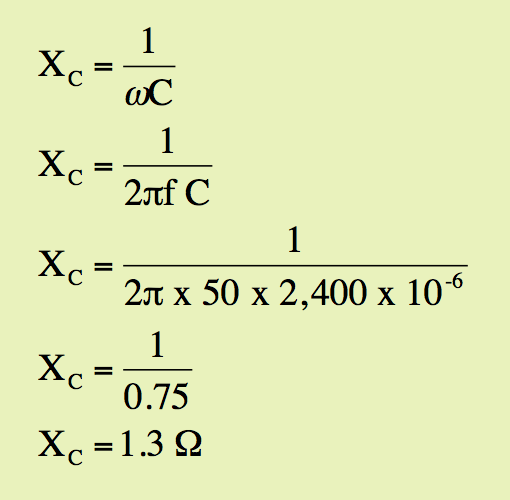 X_C = 1/ωC
X_C = 1/2πf C
X_C = 1/2π x 50 x 2,400 x 10^-6
X_C = 1/0.75
X_C = 1.3 Ω